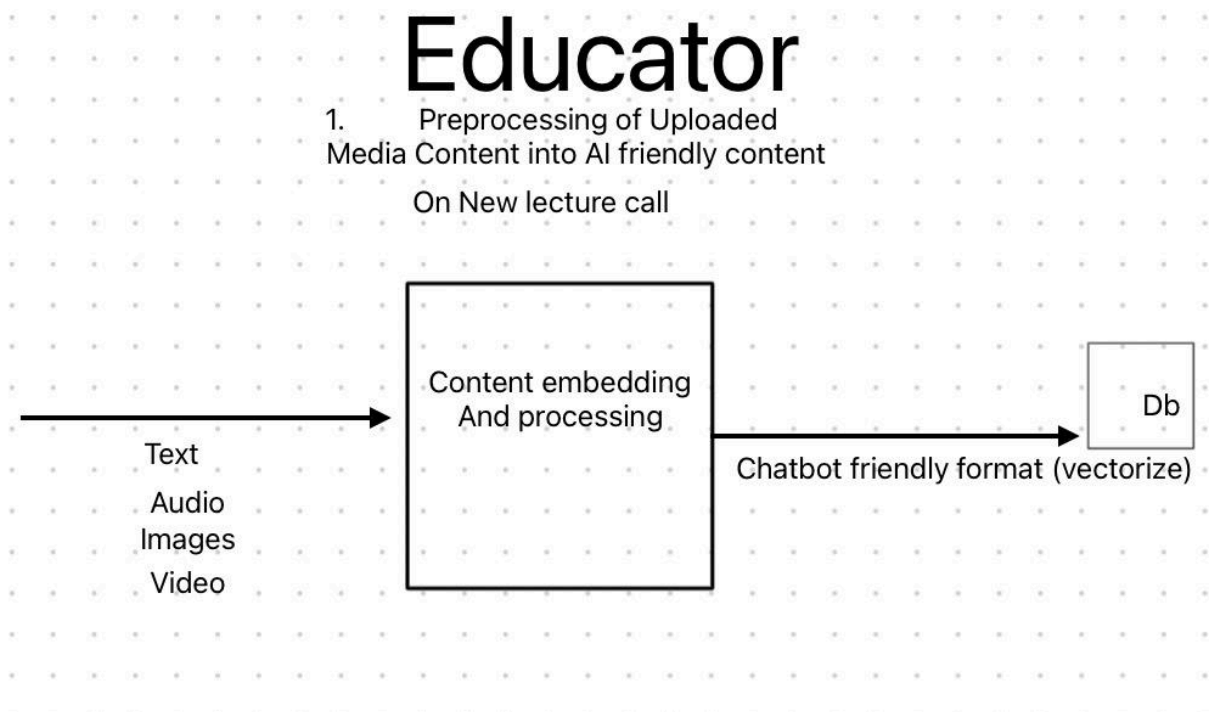 Educator
1. Preprocessing of Uploaded
Media Content into AI friendly content
On New lecture call
Content embedding
And processing
Db
Text
Chatbot friendly format (vectorize)
Audio
Images
Video